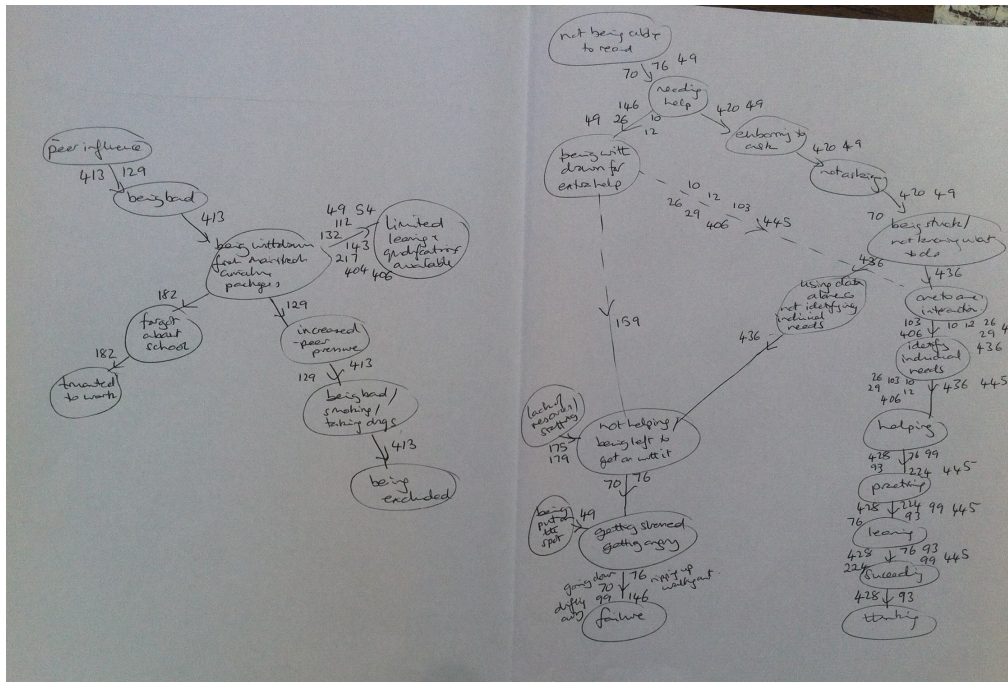 peer influence
413 129
being bad
413
being withdrawn
from mainstream
curriculum
packages
49 54
112
132
143
217
404 406
limited
learning +
qualifications
available
182
forgot
about
school
182
truanted
to work
129
increased
peer
pressure
129 413
being bad/
smoking/
taking drugs
413
being
excluded
not being able
to read
70 76 49
needing
help
146
49 26 10
12
420 49
embarrassing to
ask
420 49
not asking
420 49
70
being stuck/
not knowing what
to do
being with
drawn for
extra help
10 12 103
26 29 406
445
159
436
using data
alone &
not identifying
individual
needs
436
436
one to one
interaction
103 10 12 26
406 29
436
identify
individual
needs
26 103 10
29 12
406
436 445
helping
428 76 99
93 224 445
practising
428 224 99 445
76 93
learning
428 76 93
224 99 445
succeeding
428 93
thinking
lack of
resources/
staffing
175
179
not helping/
being left to
get on with it
70 76
being
put on
the
spot
49
getting stressed
getting angry
going down
70 76 ripping up
drifting 99 146
away
failure